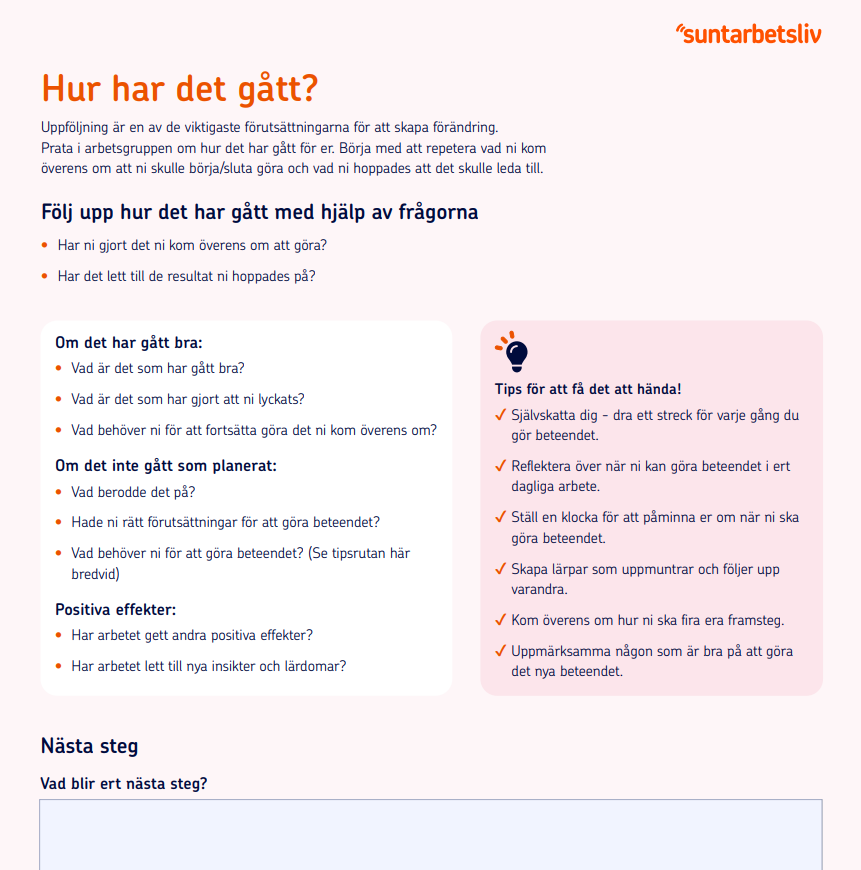 suntarbetsliv
Hur har det gått?
Uppföljning är en av de viktigaste förutsättningarna för att skapa förändring.
Prata i arbetsgruppen om hur det har gått för er. Börja med att repetera vad ni kom
överens om att ni skulle börja/sluta göra och vad ni hoppades att det skulle leda till.
Följ upp hur det har gått med hjälp av frågorna
• Har ni gjort det ni kom överens om att göra?
• Har det lett till de resultat ni hoppades på?
Om det har gått bra:
• Vad är det som har gått bra?
• Vad är det som har gjort att ni lyckats?
• Vad behöver ni för att fortsätta göra det ni kom överens om?
Om det inte gått som planerat:
• Vad berodde det på?
• Hade ni rätt förutsättningar för att göra beteendet?
• Vad behöver ni för att göra beteendet? (Se tipsrutan här
bredvid)
Positiva effekter:
• Har arbetet gett andra positiva effekter?
• Har arbetet lett till nya insikter och lärdomar?
Tips för att få det att hända!
✓ Självskatta dig - dra ett streck för varje gång du
gör beteendet.
✓ Reflektera över när ni kan göra beteendet i ert
dagliga arbete.
✓ Ställ en klocka för att påminna er om när ni ska
göra beteendet.
✓ Skapa lärpar som uppmuntrar och följer upp
varandra.
✓ Kom överens om hur ni ska fira era framsteg.
✓ Uppmärksamma någon som är bra på att göra
det nya beteendet.
Nästa steg
Vad blir ert nästa steg?